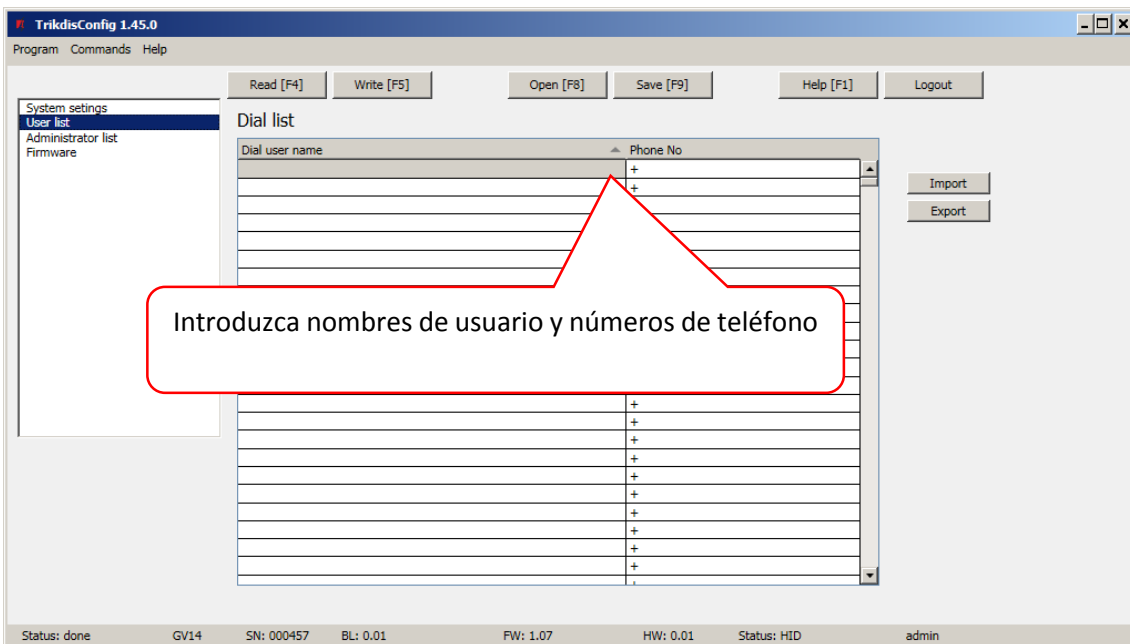 TrikdisConfig 1.45.0
Program Commands Help
Read [F4] Write [F5] Open [F8] Save [F9] Help [F1] Logout
System setings
User list
Administrator list
Firmware
Dial list
Dial user name Phone No
+
+
Import
Export
Introduzca nombres de usuario y números de teléfono
+
+
+
+
+
+
+
+
+
+
Status: done GV14 SN: 000457 BL: 0.01 FW: 1.07 HW: 0.01 Status: HID admin